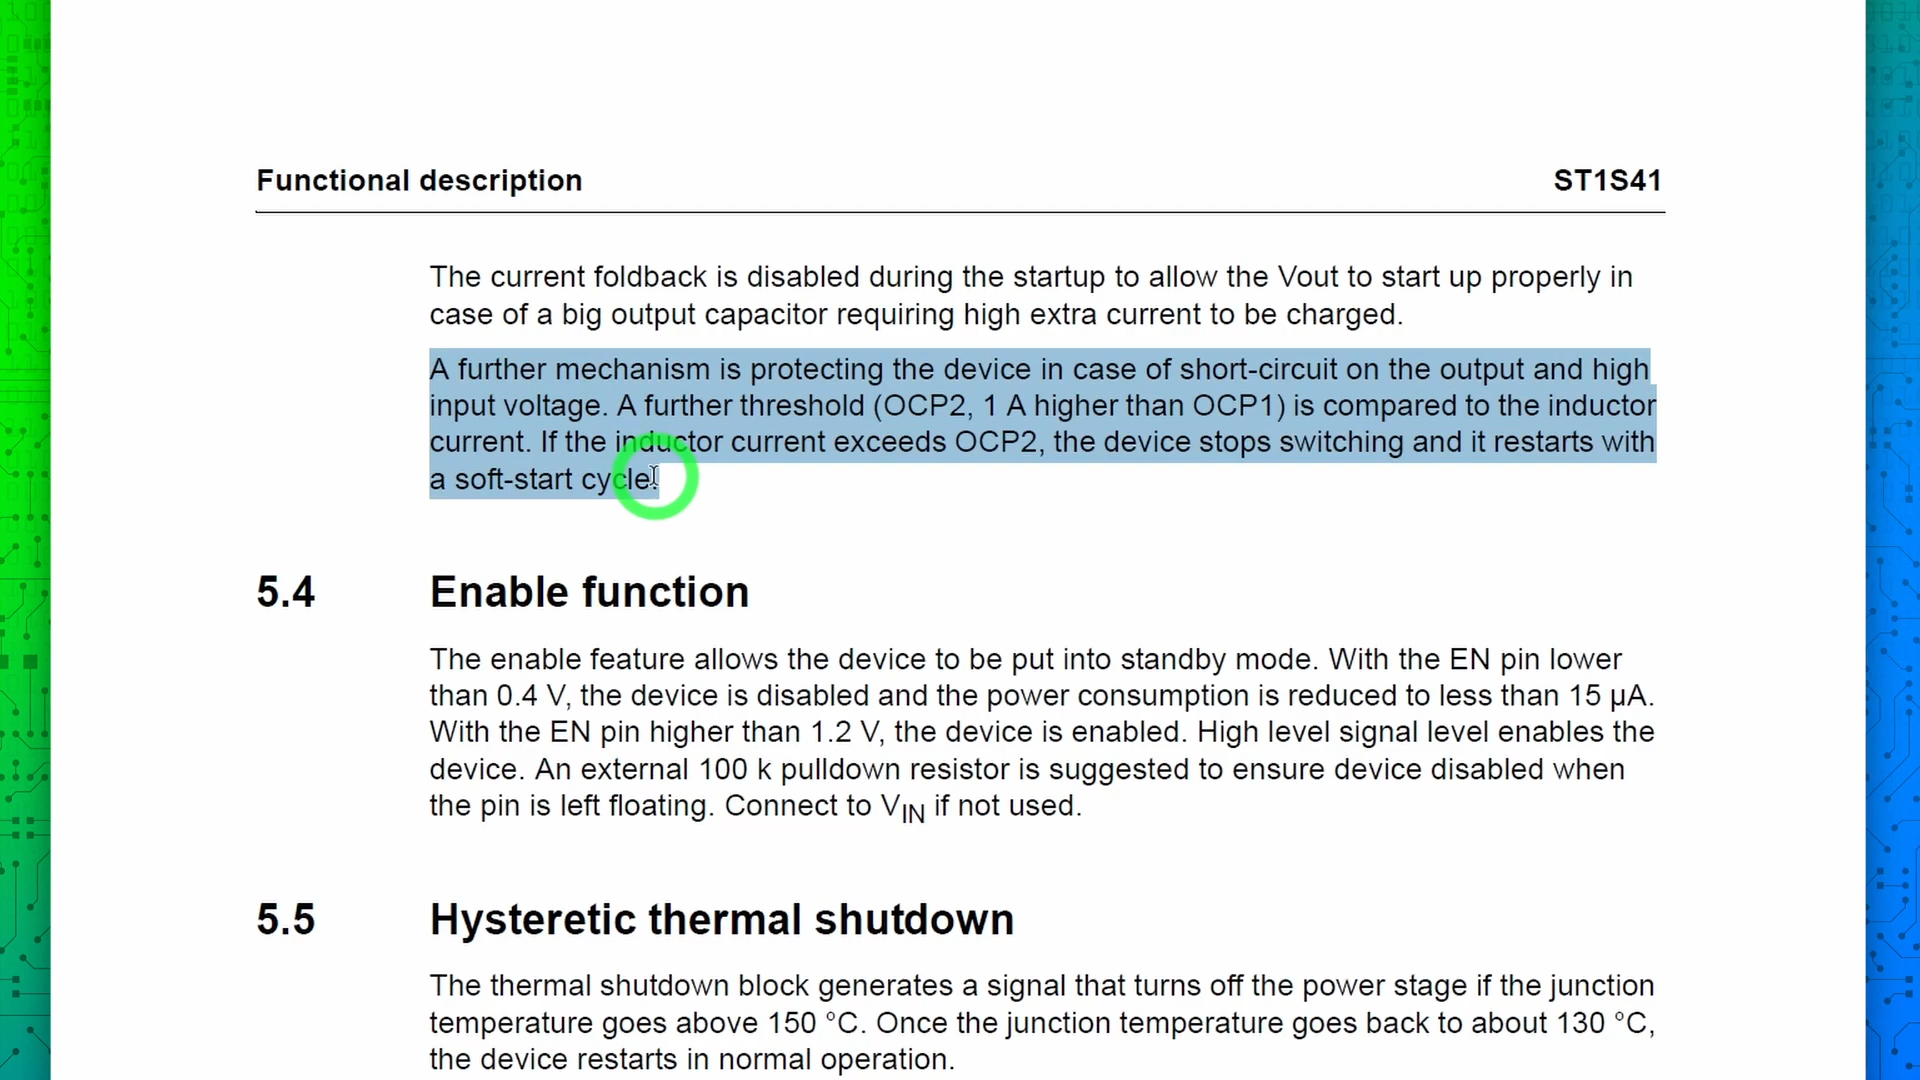 Functional description ST1S41
The current foldback is disabled during the startup to allow the Vout to start up properly in
case of a big output capacitor requiring high extra current to be charged.
A further mechanism is protecting the device in case of short-circuit on the output and high
input voltage. A further threshold (OCP2, 1 A higher than OCP1) is compared to the inductor
current. If the inductor current exceeds OCP2, the device stops switching and it restarts with
a soft-start cycle.
5.4 Enable function
The enable feature allows the device to be put into standby mode. With the EN pin lower
than 0.4 V, the device is disabled and the power consumption is reduced to less than 15 µA.
With the EN pin higher than 1.2 V, the device is enabled. High level signal level enables the
device. An external 100 k pulldown resistor is suggested to ensure device disabled when
the pin is left floating. Connect to VIN if not used.
5.5 Hysteretic thermal shutdown
The thermal shutdown block generates a signal that turns off the power stage if the junction
temperature goes above 150 °C. Once the junction temperature goes back to about 130 °C,
the device restarts in normal operation.